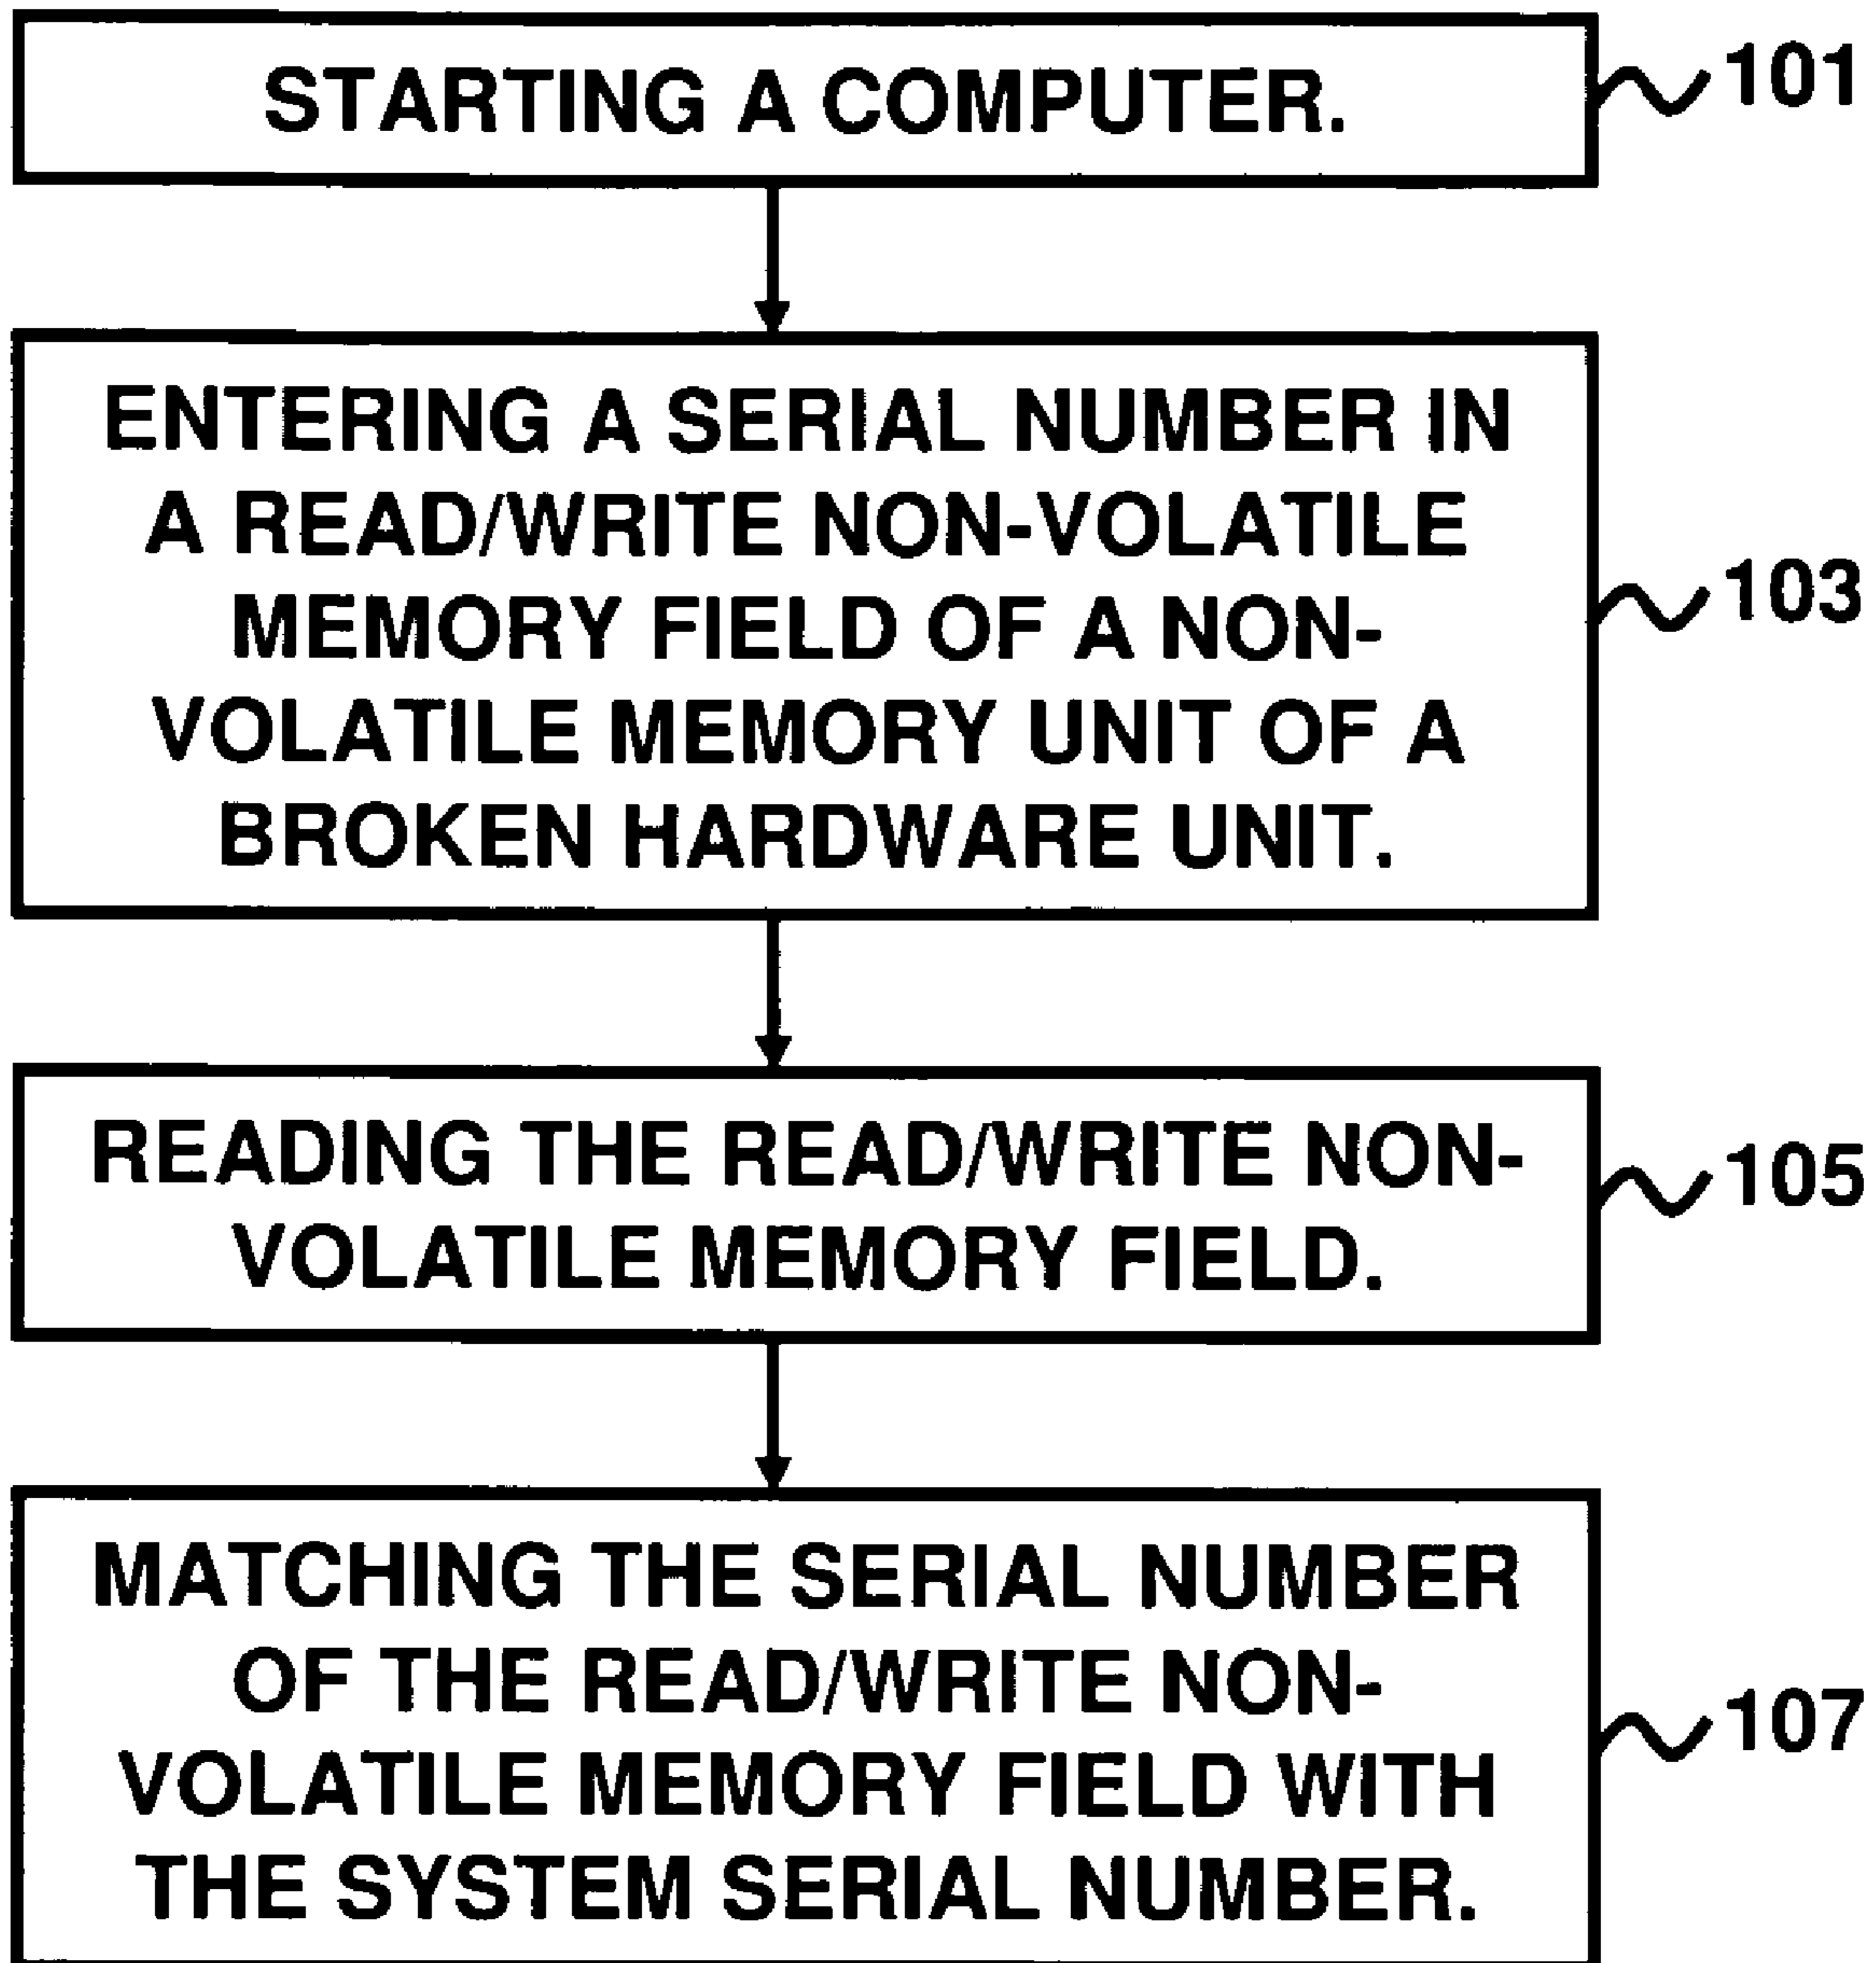 STARTING A COMPUTER.
101
ENTERING A SERIAL NUMBER IN
A READ/WRITE NON-VOLATILE
MEMORY FIELD OF A NON-
VOLATILE MEMORY UNIT OF A
BROKEN HARDWARE UNIT.
103
READING THE READ/WRITE NON-
VOLATILE MEMORY FIELD.
105
MATCHING THE SERIAL NUMBER
OF THE READ/WRITE NON-
VOLATILE MEMORY FIELD WITH
THE SYSTEM SERIAL NUMBER.
107